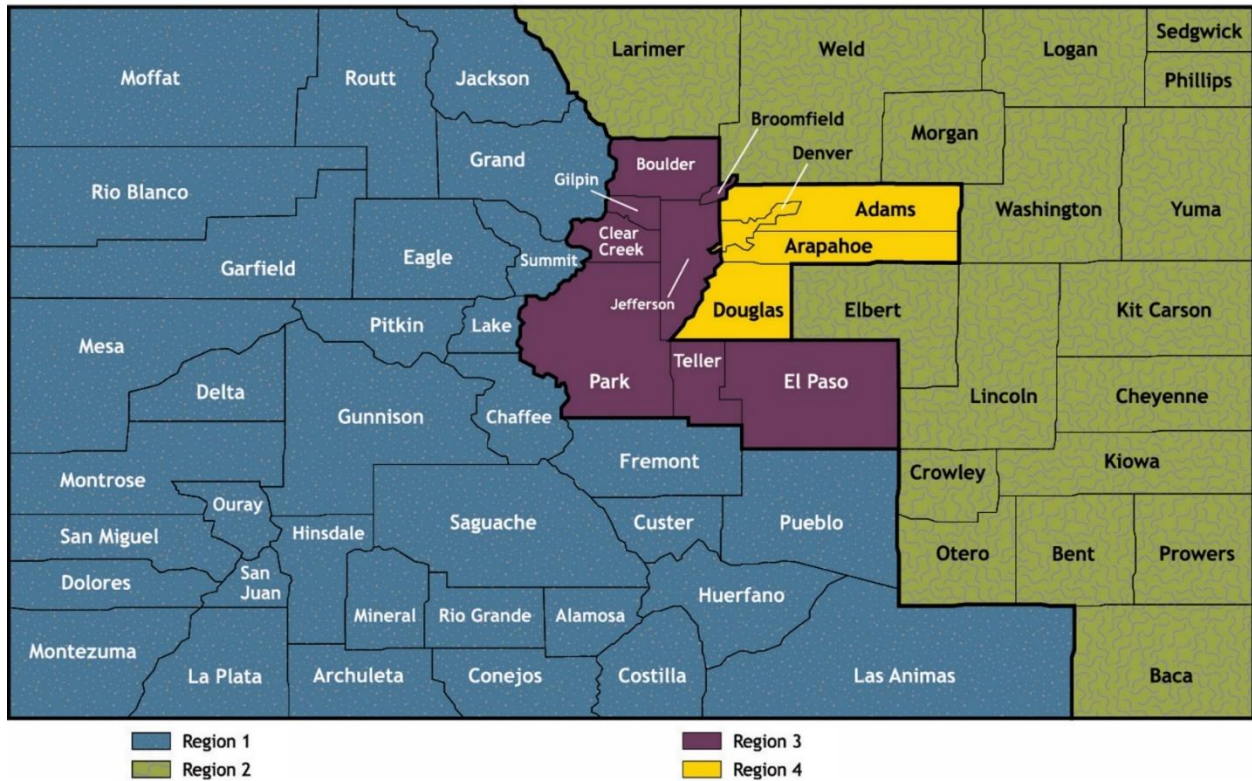 Larimer
Weld
Logan
Sedgwick
Phillips
Moffat
Routt
Jackson
Broomfield
Morgan
Denver
Grand
Boulder
Gilpin
Rio Blanco
Washington
Yuma
Adams
Clear
Creek
Arapahoe
Eagle
Summit
Garfield
Jefferson
Douglas
Elbert
Kit Carson
Pitkin
Lake
Mesa
Teller
Delta
Park
El Paso
Lincoln
Cheyenne
Gunnison
Chaffee
Fremont
Kiowa
Crowley
Montrose
Ouray
Saguache
Custer
Pueblo
San Miguel
Hinsdale
Otero
Bent
Prowers
Dolores
San
Juan
Huerfano
Mineral
Rio Grande
Alamosa
Montezuma
La Plata
Archuleta
Conejos
Costilla
Las Animas
Baca
Region 1
Region 3
Region 2
Region 4